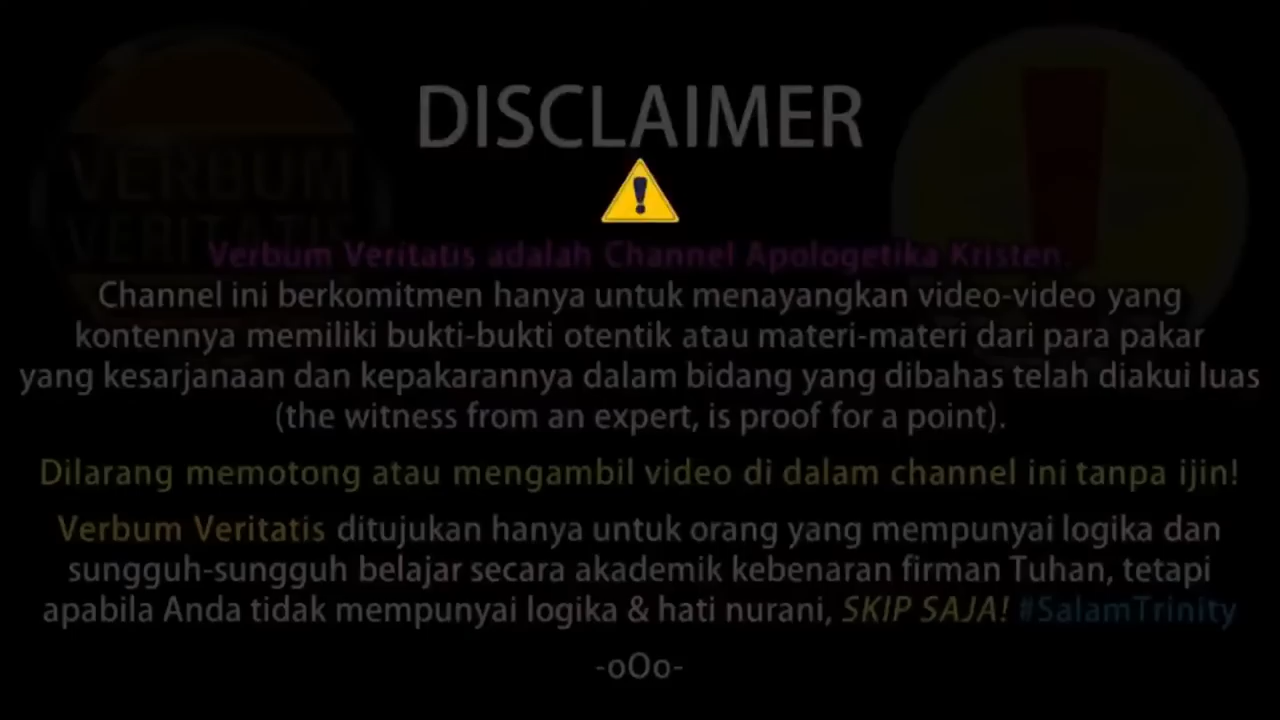 DISCLAIMER
VERBUM
VERITATIS
Verbum Veritatis adalah Channel Apologetika Kristen.
Channel ini berkomitmen hanya untuk menayangkan video-video yang
kontennya memiliki bukti-bukti otentik atau materi-materi dari para pakar
yang kesarjanaan dan kepakarannya dalam bidang yang dibahas telah diakui luas
(the witness from an expert, is proof for a point).
Dilarang memotong atau mengambil video di dalam channel ini tanpa ijin!
Verbum Veritatis ditujukan hanya untuk orang yang mempunyai logika dan
sungguh-sungguh belajar secara akademik kebenaran firman Tuhan, tetapi
apabila Anda tidak mempunyai logika & hati nurani, SKIP SAJA! #SalamTrinity
-oOo-